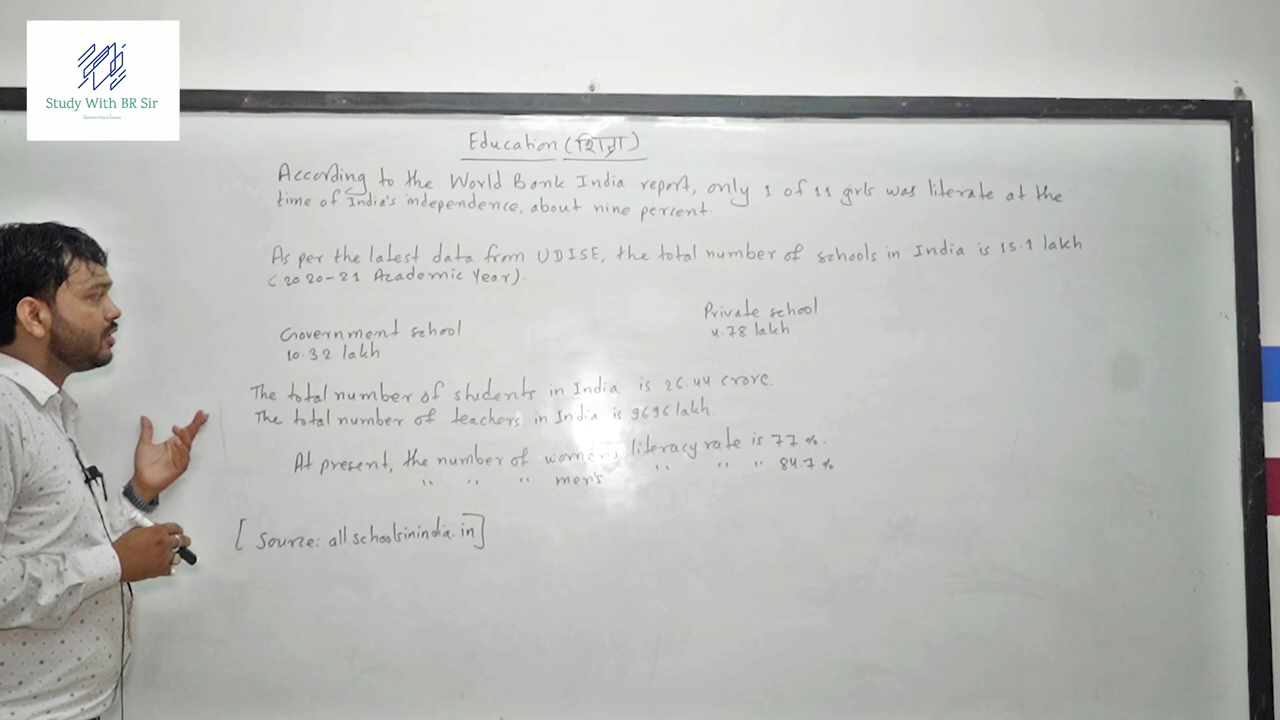 Study With BR Sir
Education (शिक्षा)
According to the World Bank India report, only 1 of 11 girls was literate at the
time of India's independence, about nine percent.
As per the latest data from UDISE, the total number of schools in India is 15.1 lakh
(2020-21 Academic Year).
Private school
4.78 lakh
Government school
10.32 lakh
The total number of students in India is 26.44 crore.
The total number of teachers in India is 9696 lakh.
At present, the number of women's literacy rate is 77 %.
" " " men's " " " 84.7 %
[Source: allschoolsinindia.in]